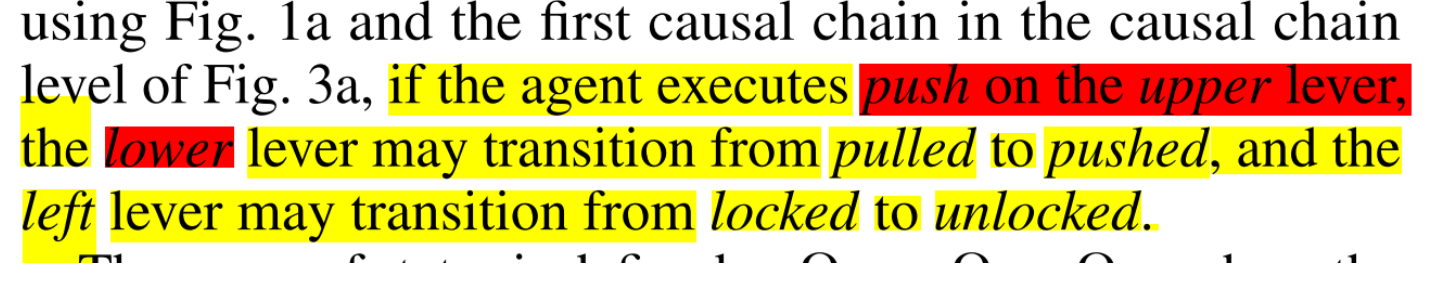 using Fig. 1a and the first causal chain in the causal chain
level of Fig. 3a, if the agent executes push on the upper lever,
the lower lever may transition from pulled to pushed, and the
left lever may transition from locked to unlocked.